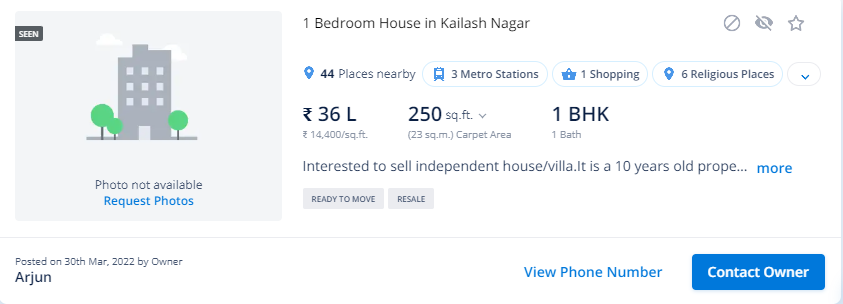 SEEN
Photo not available
Request Photos
1 Bedroom House in Kailash Nagar
44 Places nearby 3 Metro Stations 1 Shopping 6 Religious Places
₹ 36 L 250 sq.ft. 1 BHK
₹ 14,400/sq.ft. (23 sq.m.) Carpet Area 1 Bath
Interested to sell independent house/villa.It is a 10 years old prope... more
READY TO MOVE RESALE
Posted on 30th Mar, 2022 by Owner
Arjun
View Phone Number Contact Owner